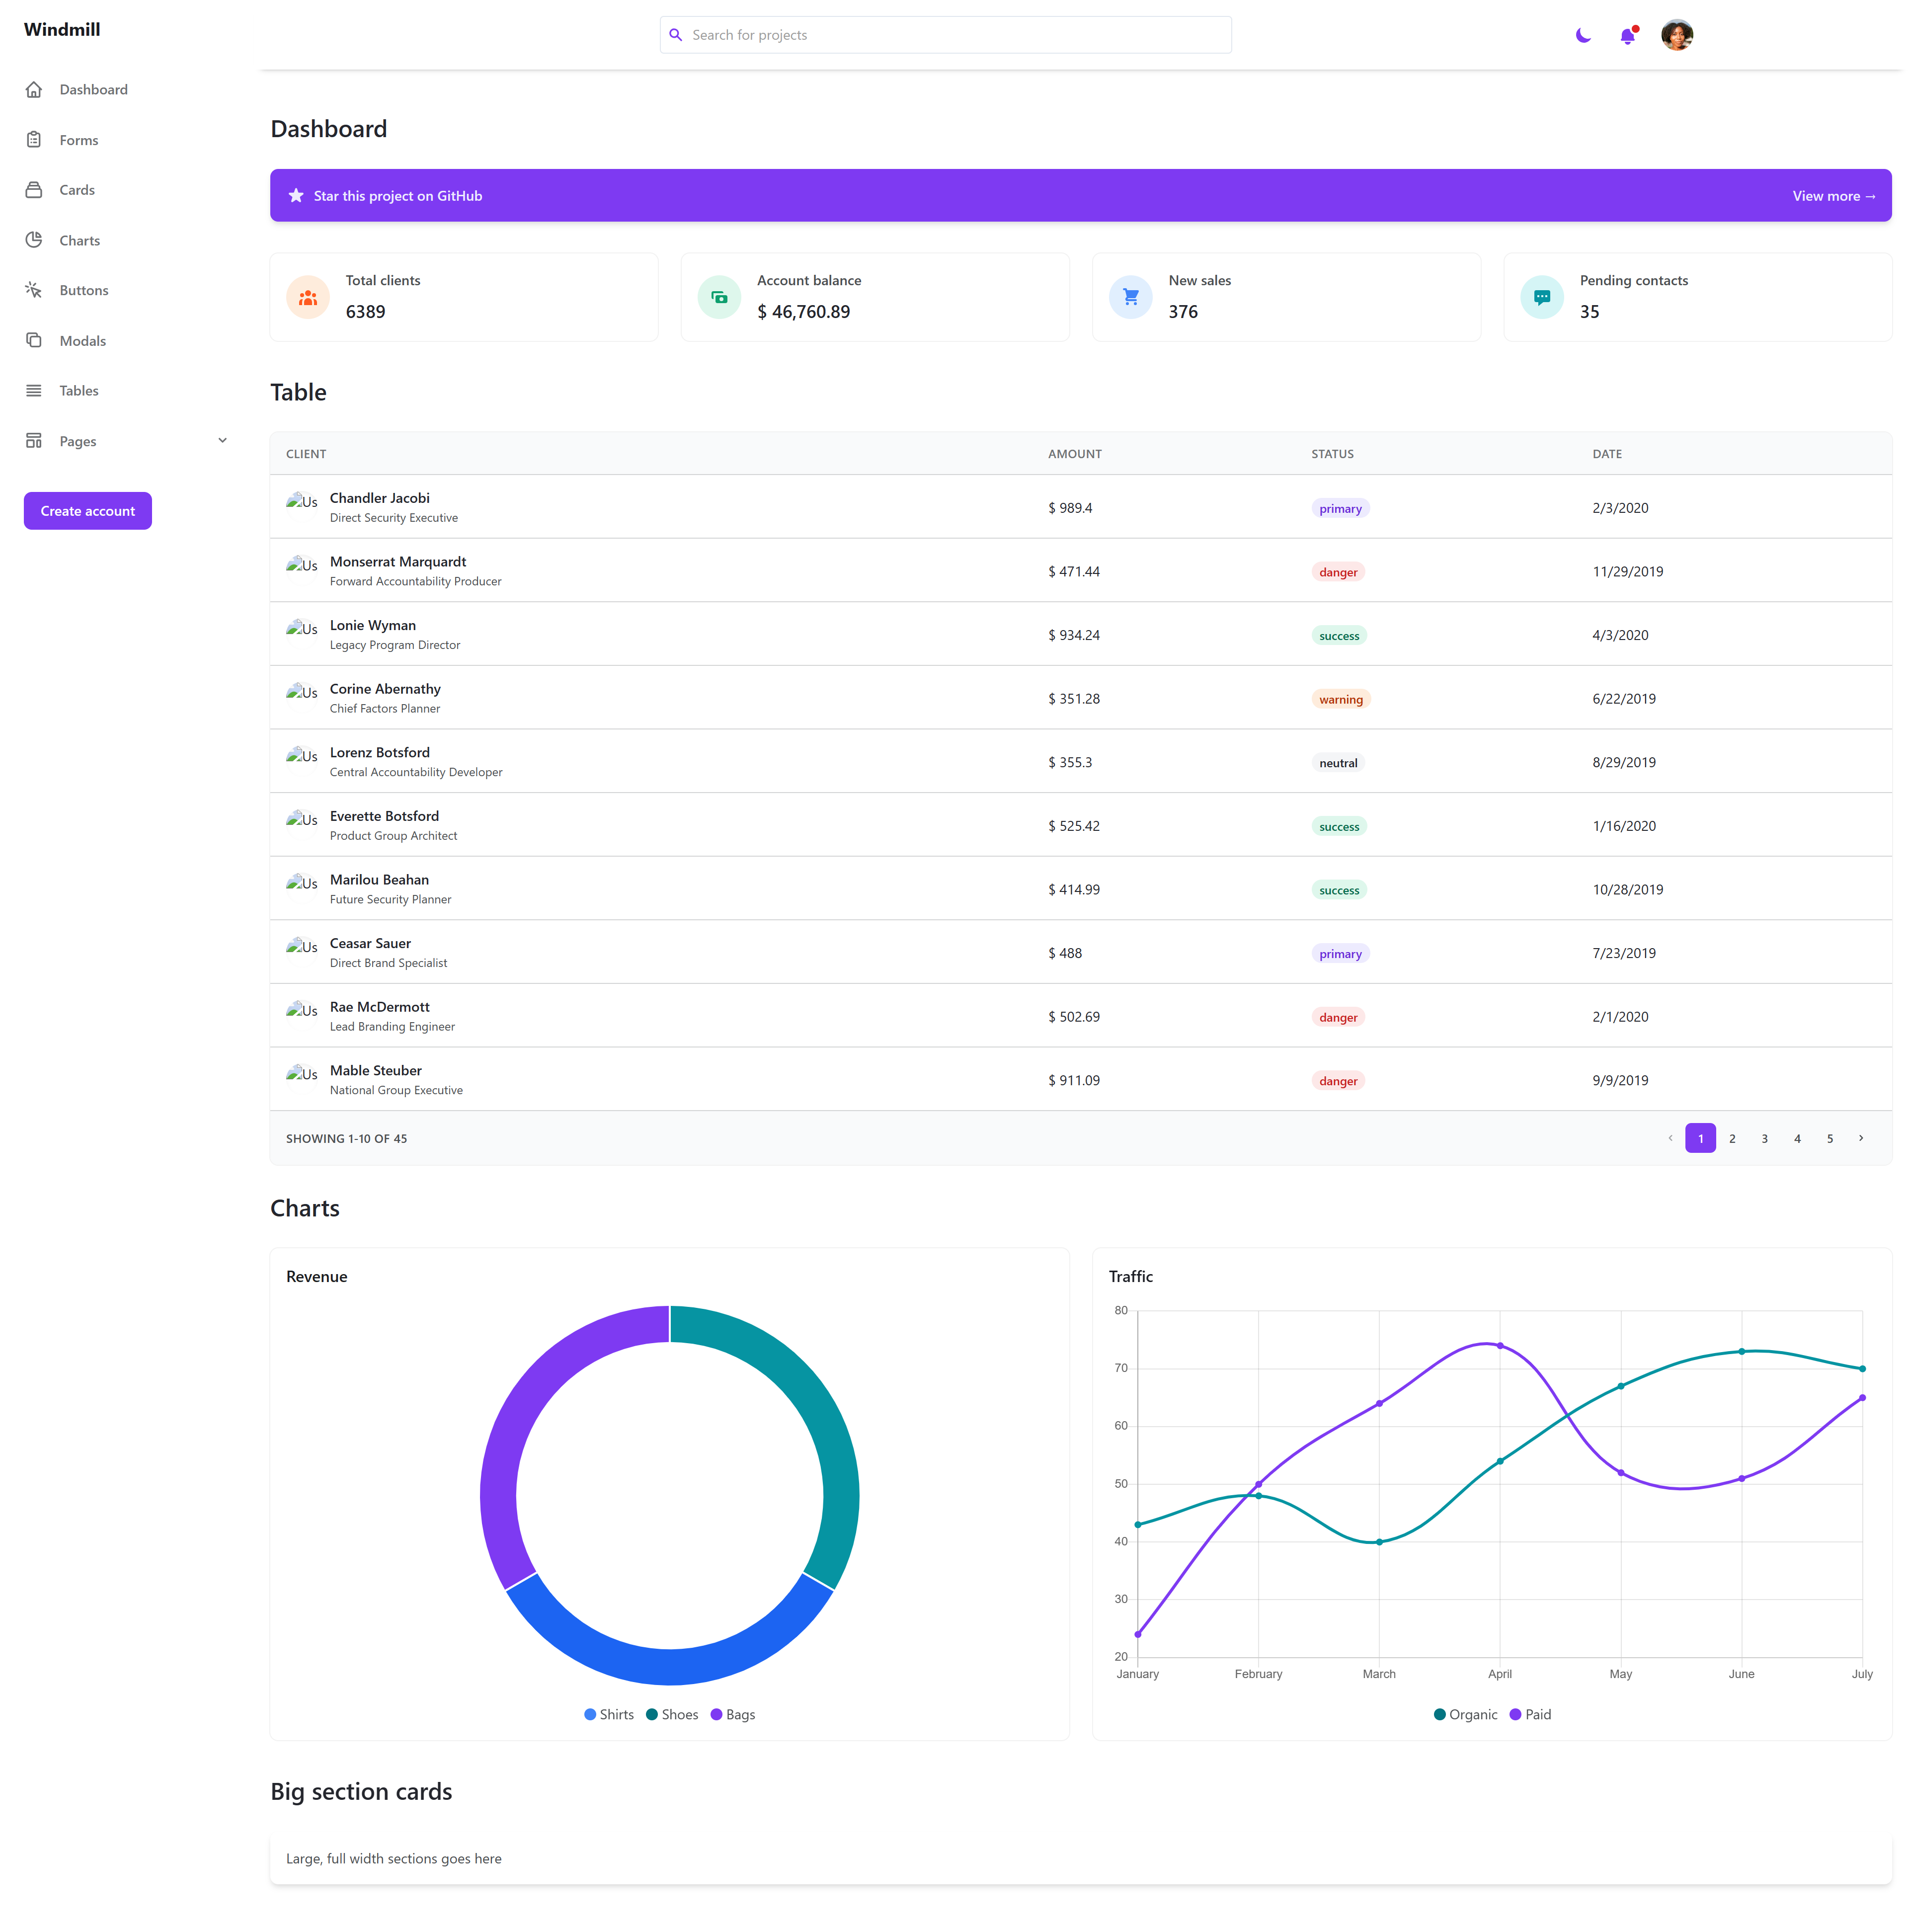 Windmill
Search for projects
Dashboard
Forms
Cards
Charts
Buttons
Modals
Tables
Pages
Create account
Dashboard
Star this project on GitHub
View more →
Total clients
6389
Account balance
$ 46,760.89
New sales
376
Pending contacts
35
Table
CLIENT AMOUNT STATUS DATE
Us Chandler Jacobi
Direct Security Executive
$ 989.4 primary 2/3/2020
Us Monserrat Marquardt
Forward Accountability Producer
$ 471.44 danger 11/29/2019
Us Lonie Wyman
Legacy Program Director
$ 934.24 success 4/3/2020
Us Corine Abernathy
Chief Factors Planner
$ 351.28 warning 6/22/2019
Us Lorenz Botsford
Central Accountability Developer
$ 355.3 neutral 8/29/2019
Us Everette Botsford
Product Group Architect
$ 525.42 success 1/16/2020
Us Marilou Beahan
Future Security Planner
$ 414.99 success 10/28/2019
Us Ceasar Sauer
Direct Brand Specialist
$ 488 primary 7/23/2019
Us Rae McDermott
Lead Branding Engineer
$ 502.69 danger 2/1/2020
Us Mable Steuber
National Group Executive
$ 911.09 danger 9/9/2019
SHOWING 1-10 OF 45
1 2 3 4 5
Charts
Revenue
Shirts Shoes Bags
Traffic
80
70
60
50
40
30
20
January February March April May June July
Organic Paid
Big section cards
Large, full width sections goes here